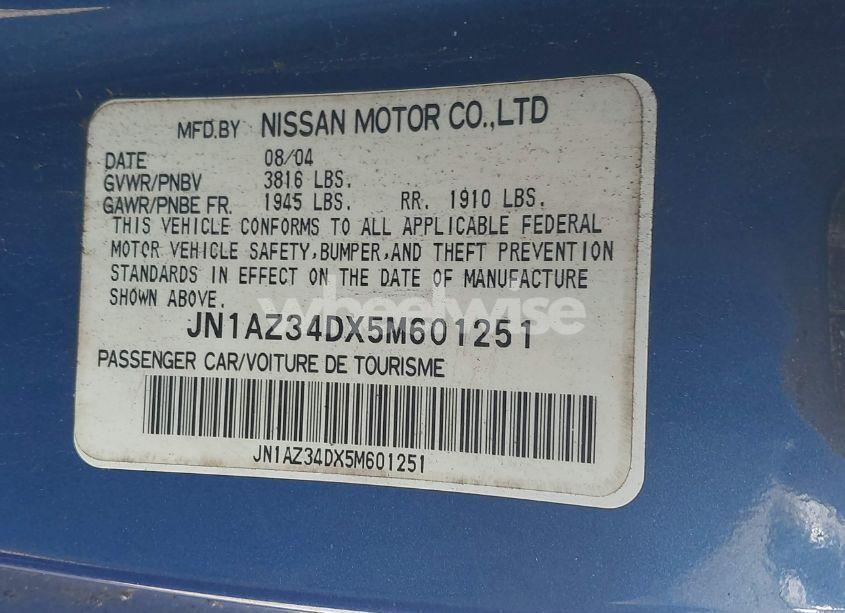 MFD.BY NISSAN MOTOR CO.,LTD
DATE 08/04
GVWR/PNBV 3816 LBS.
GAWR/PNBE FR. 1945 LBS. RR. 1910 LBS.
THIS VEHICLE CONFORMS TO ALL APPLICABLE FEDERAL
MOTOR VEHICLE SAFETY,BUMPER,AND THEFT PREVENTION
STANDARDS IN EFFECT ON THE DATE OF MANUFACTURE
SHOWN ABOVE.
wheelwise
JN1AZ34DX5M601251
PASSENGER CAR/VOITURE DE TOURISME
JN1AZ34DX5M601251